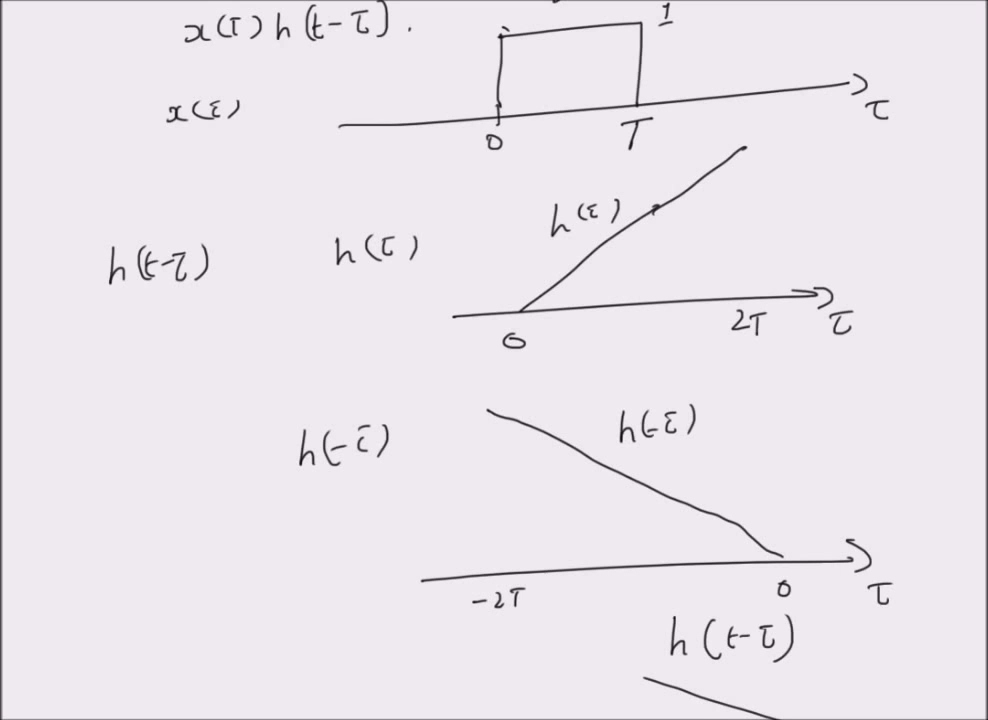 x(τ) h(t-τ).
1
x(τ)
τ
0 T
h(τ)
h(t-τ) h(τ)
0 2T τ
h(-τ) h(-τ)
-2T 0 τ
h(t-τ)